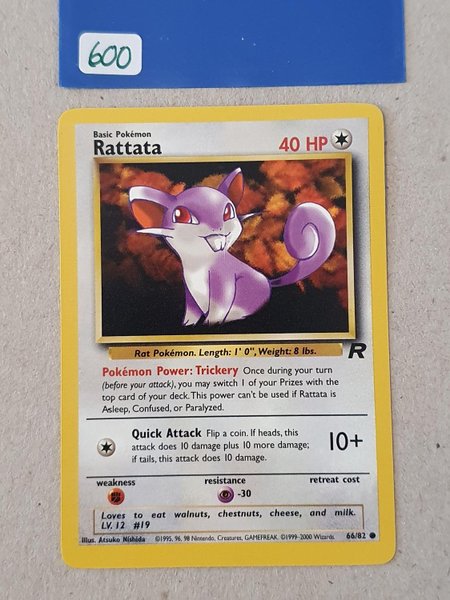 600
Basic Pokémon
Rattata
40 HP
Rat Pokémon. Length: 1' 0", Weight: 8 lbs.
R
Pokémon Power: Trickery Once during your turn
(before your attack), you may switch 1 of your Prizes with the
top card of your deck. This power can't be used if Rattata is
Asleep, Confused, or Paralyzed.
Quick Attack Flip a coin. If heads, this
attack does 10 damage plus 10 more damage;
if tails, this attack does 10 damage.
10+
weakness resistance retreat cost
-30
Loves to eat walnuts, chestnuts, cheese, and milk.
LV. 12 #19
Illus. Atsuko Nishida ©1995, 96, 98 Nintendo, Creatures, GAMEFREAK. ©1999-2000 Wizards. 66/82